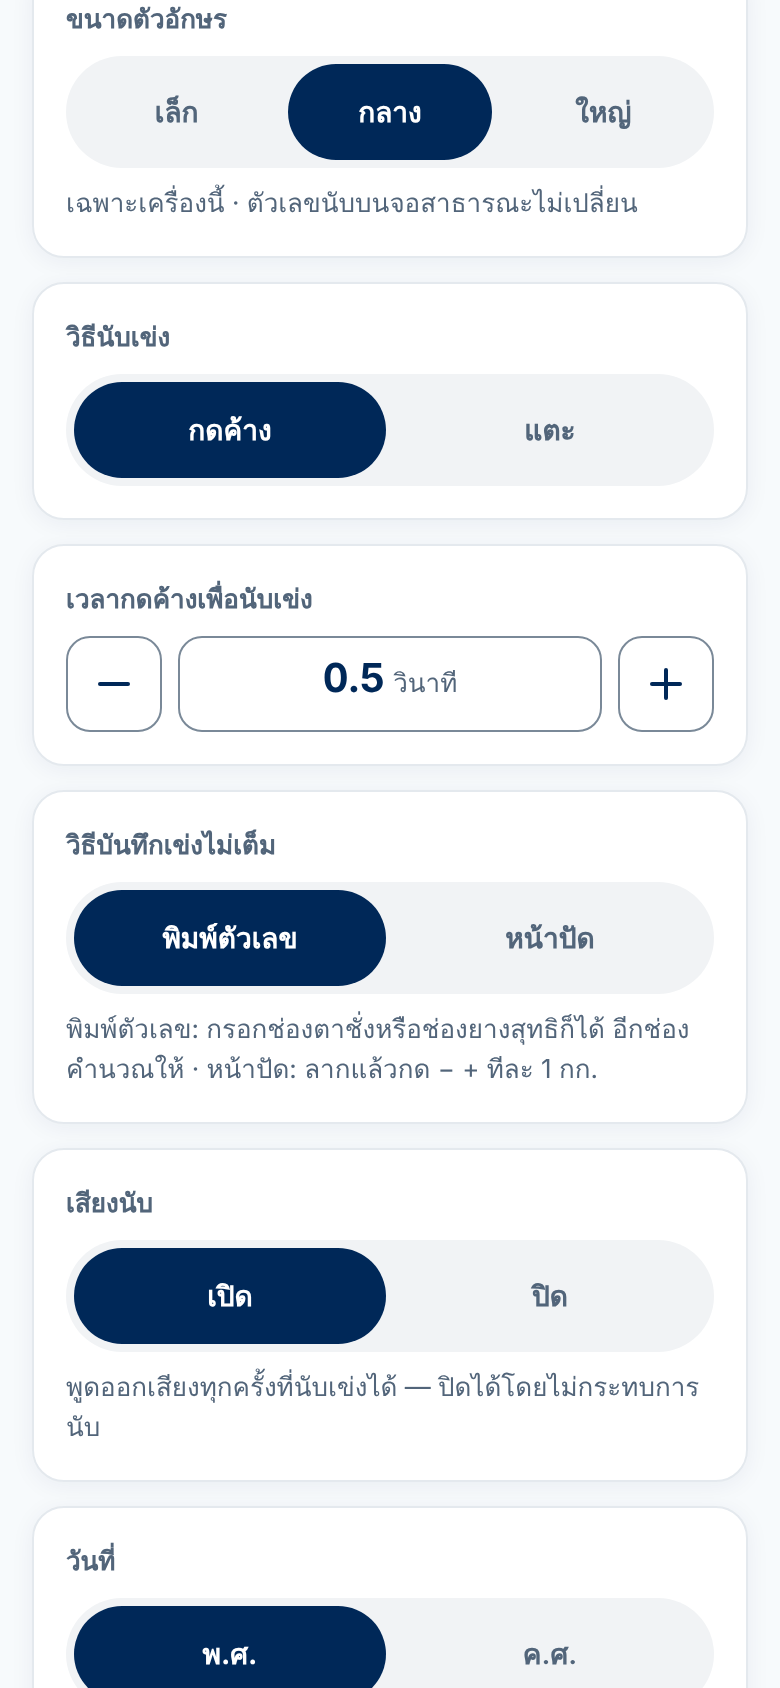 ขนาดตัวอักษร
เล็ก กลาง ใหญ่
เฉพาะเครื่องนี้ · ตัวเลขนับบนจอสาธารณะไม่เปลี่ยน
วิธีนับเข่ง
กดค้าง แตะ
เวลากดค้างเพื่อนับเข่ง
− 0.5 วินาที +
วิธีบันทึกเข่งไม่เต็ม
พิมพ์ตัวเลข หน้าปัด
พิมพ์ตัวเลข: กรอกช่องตาชั่งหรือช่องยางสุทธิก็ได้ อีกช่อง
คำนวณให้ · หน้าปัด: ลากแล้วกด − + ทีละ 1 กก.
เสียงนับ
เปิด ปิด
พูดออกเสียงทุกครั้งที่นับเข่งได้ — ปิดได้โดยไม่กระทบการ
นับ
วันที่
พ.ศ. ค.ศ.